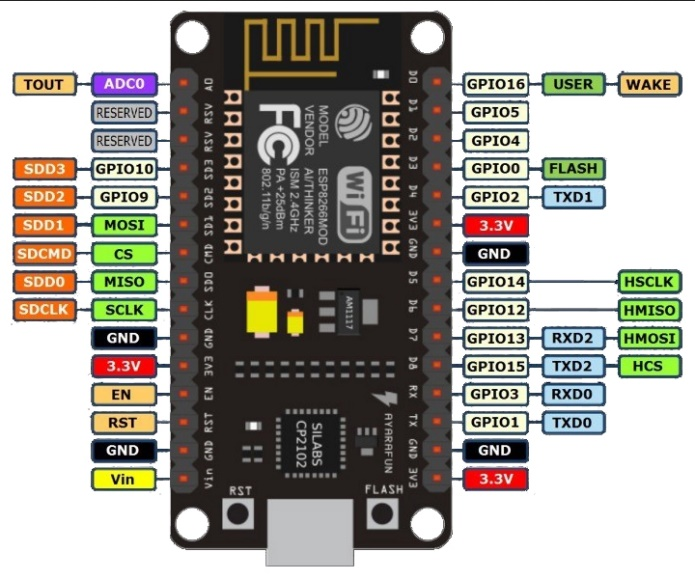 TOUT ADC0 A0 D0 GPIO16 USER WAKE
RESERVED RSV D1 GPIO5
RESERVED RSV D2 GPIO4
SDD3 GPIO10 SD3 D3 GPIO0 FLASH
SDD2 GPIO9 SD2 D4 GPIO2 TXD1
SDD1 MOSI SD1 3V3 3.3V
SDCMD CS CMD GND GND
SDD0 MISO SD0 D5 GPIO14 HSCLK
SDCLK SCLK CLK D6 GPIO12 HMISO
GND GND D7 GPIO13 RXD2 HMOSI
3.3V 3V3 D8 GPIO15 TXD2 HCS
EN EN RX GPIO3 RXD0
RST RST TX GPIO1 TXD0
GND GND GND GND
Vin Vin 3V3 3.3V
MODEL ESP8266MOD
VENDOR AI/THINKER
ISM 2.4GHz
PA +25dBm
802.11b/g/n
FC
Wi Fi
AM1117
SILABS
CP2102
AYARAFUN
RST
FLASH